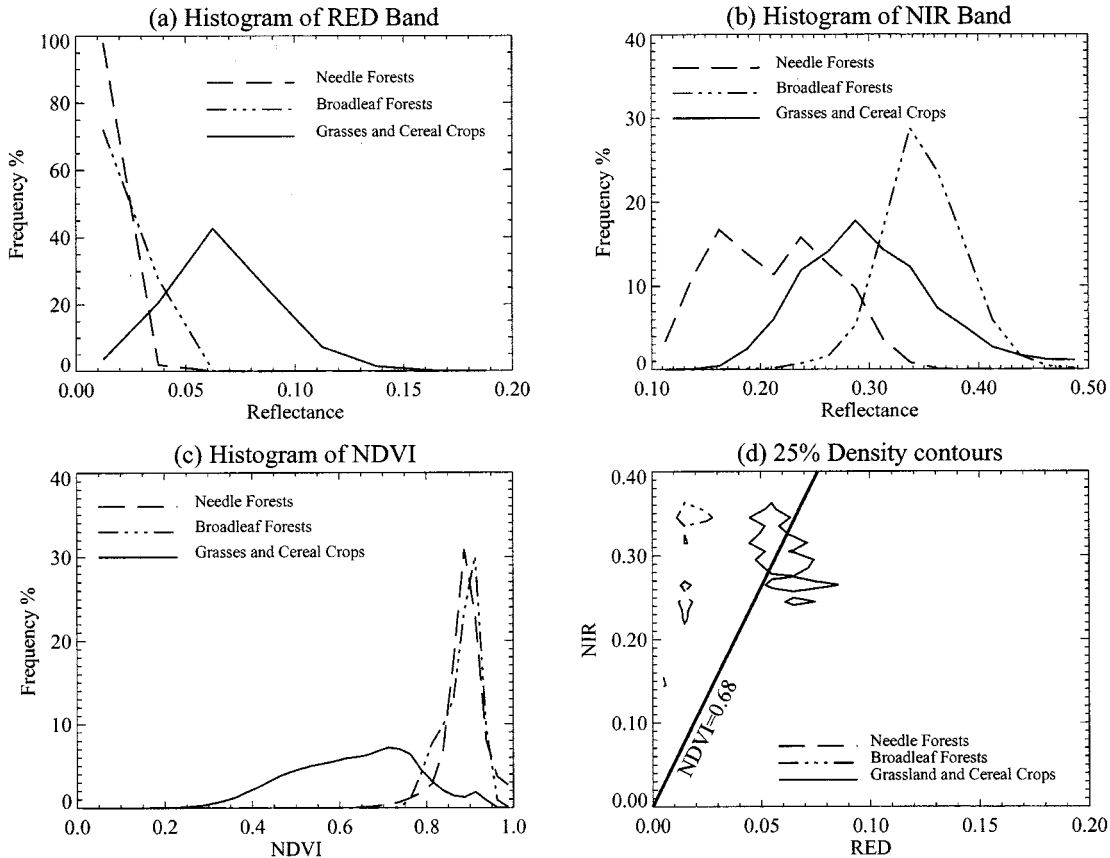 (a) Histogram of RED Band
100
80
60
40
20
0
Frequency %
Needle Forests
Broadleaf Forests
Grasses and Cereal Crops
0.00 0.05 0.10 0.15 0.20
Reflectance
(b) Histogram of NIR Band
40
30
20
10
0
Frequency %
Needle Forests
Broadleaf Forests
Grasses and Cereal Crops
0.10 0.20 0.30 0.40 0.50
Reflectance
(c) Histogram of NDVI
40
30
20
10
0
Frequency %
Needle Forests
Broadleaf Forests
Grasses and Cereal Crops
0.0 0.2 0.4 0.6 0.8 1.0
NDVI
(d) 25% Density contours
0.40
0.30
0.20
0.10
0.00
NIR
NDVI=0.68
Needle Forests
Broadleaf Forests
Grassland and Cereal Crops
0.00 0.05 0.10 0.15 0.20
RED